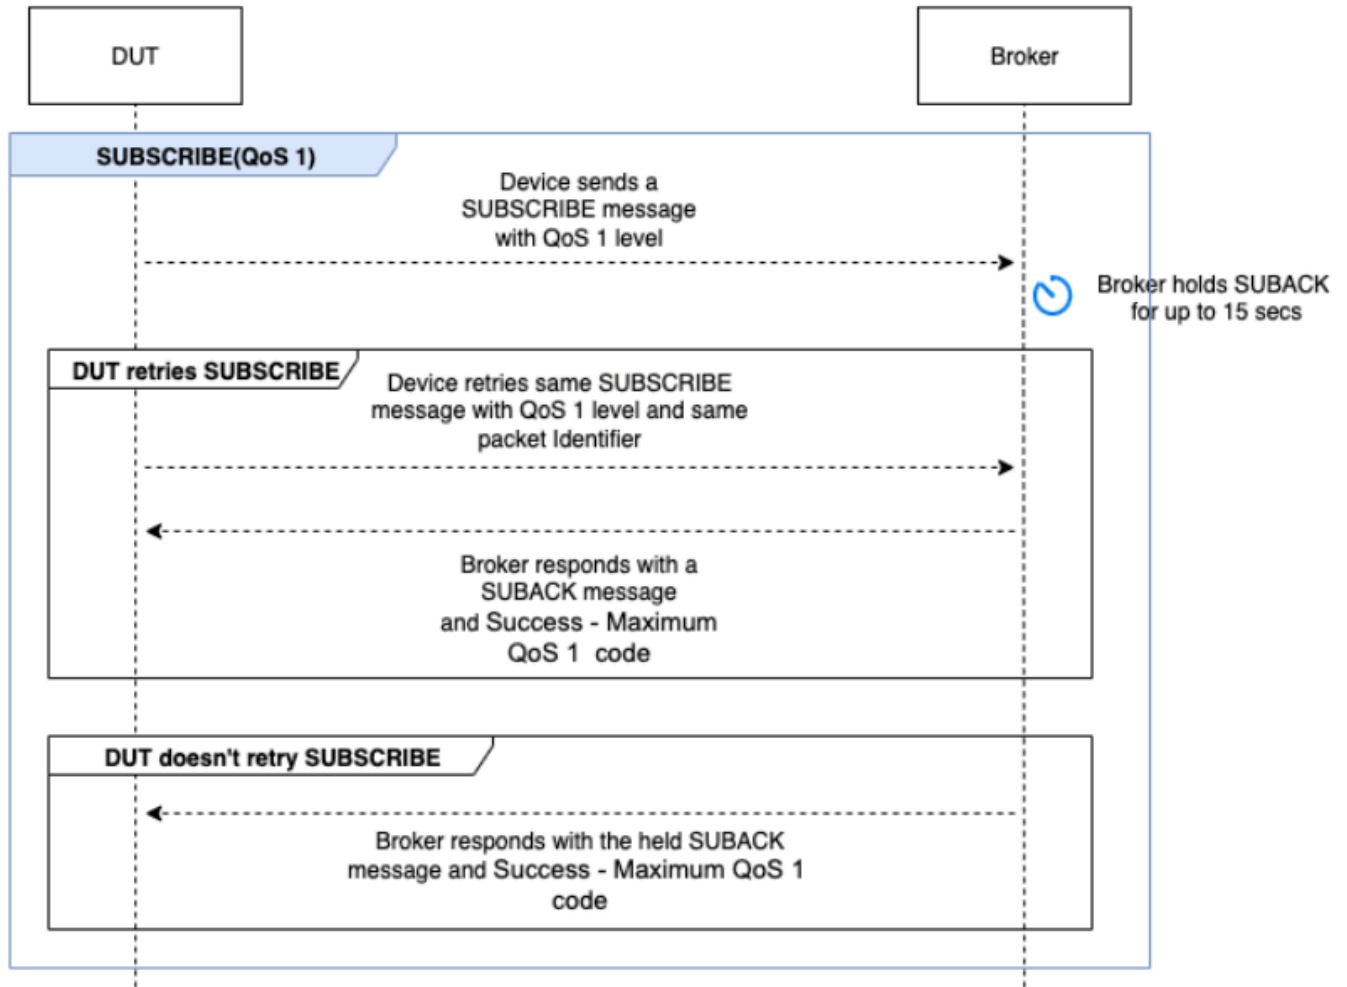 DUT
Broker
SUBSCRIBE(QoS 1)
Device sends a
SUBSCRIBE message
with QoS 1 level
Broker holds SUBACK
for up to 15 secs
DUT retries SUBSCRIBE
Device retries same SUBSCRIBE
message with QoS 1 level and same
packet Identifier
Broker responds with a
SUBACK message
and Success - Maximum
QoS 1 code
DUT doesn't retry SUBSCRIBE
Broker responds with the held SUBACK
message and Success - Maximum QoS 1
code